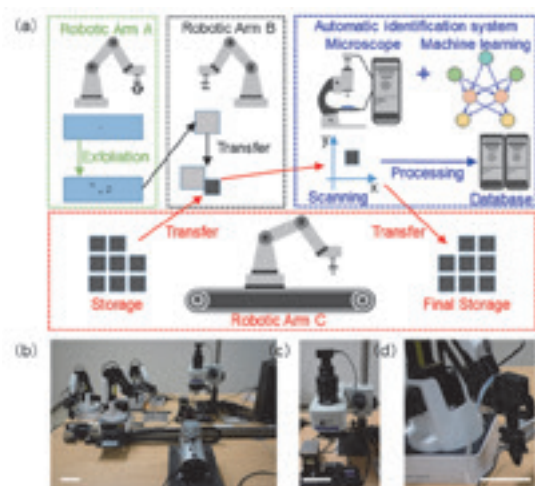 (a)
Robotic Arm A
Robotic Arm B
Automatic identification system
Microscope
Machine learning
+
Exfoliation
Transfer
y
x
Scanning
Processing
Database
Transfer
Transfer
Storage
Robotic Arm C
Final Storage
(b)
(c)
(d)